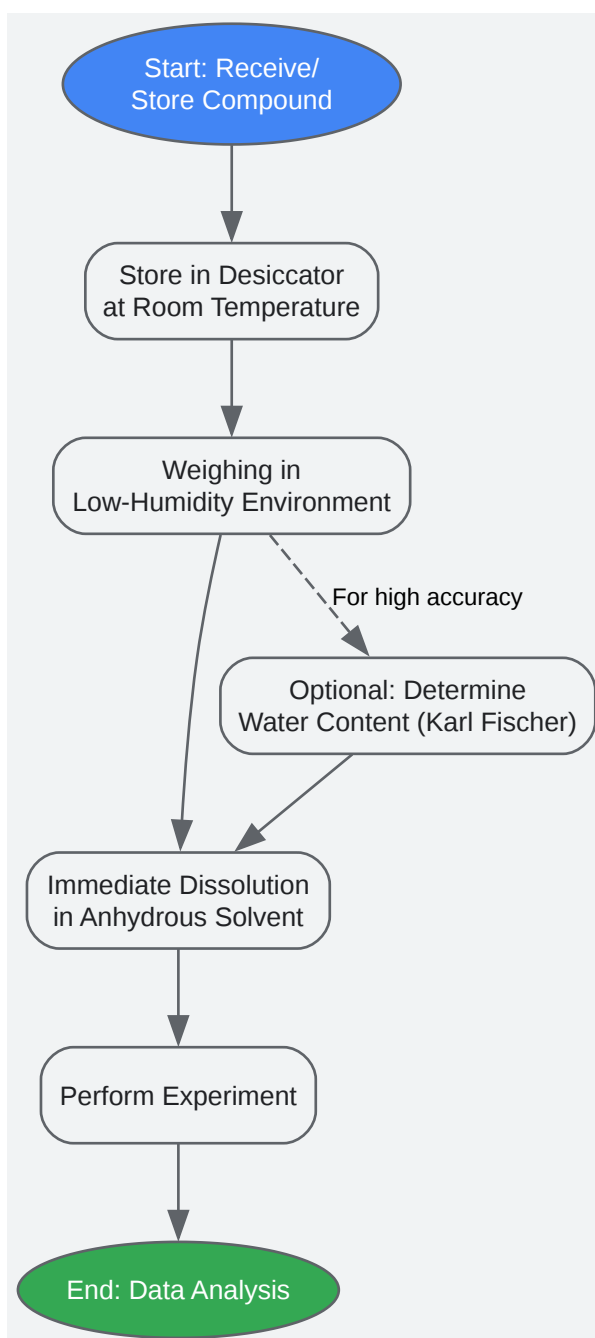 Start: Receive/
Store Compound
Store in Desiccator
at Room Temperature
Weighing in
Low-Humidity Environment
For high accuracy
Optional: Determine
Water Content (Karl Fischer)
Immediate Dissolution
in Anhydrous Solvent
Perform Experiment
End: Data Analysis